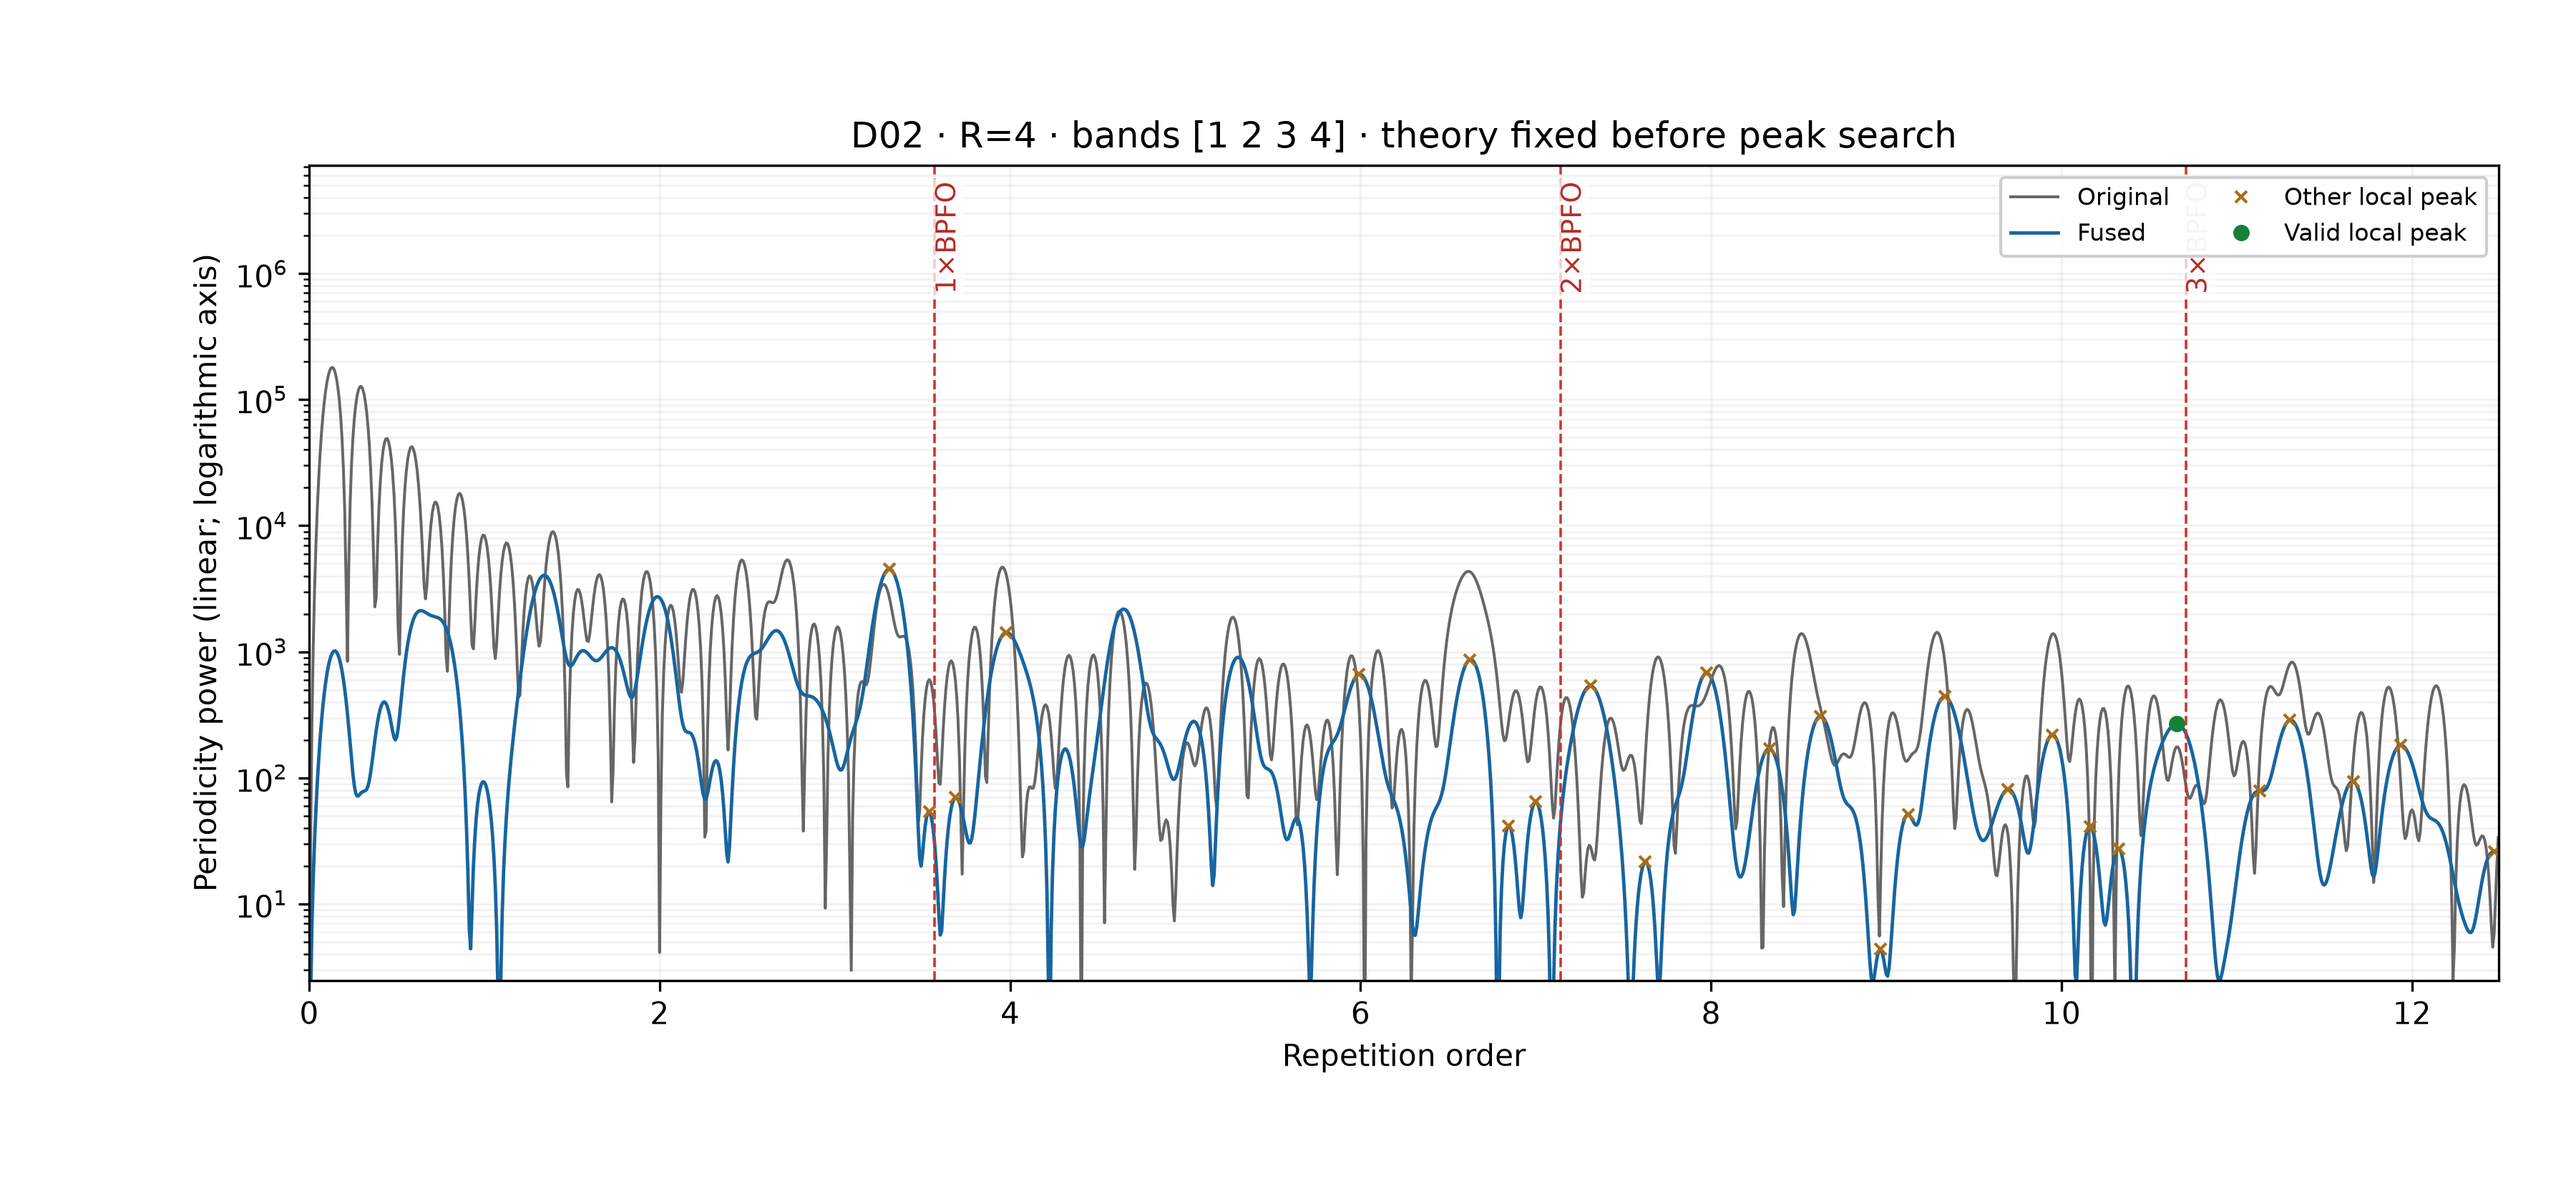 D02 · R=4 · bands [1 2 3 4] · theory fixed before peak search
Periodicity power (linear; logarithmic axis)
10⁶
10⁵
10⁴
10³
10²
10¹
1×BPFO
2×BPFO
3×BPFO
Original
Fused
Other local peak
Valid local peak
0 2 4 6 8 10 12
Repetition order